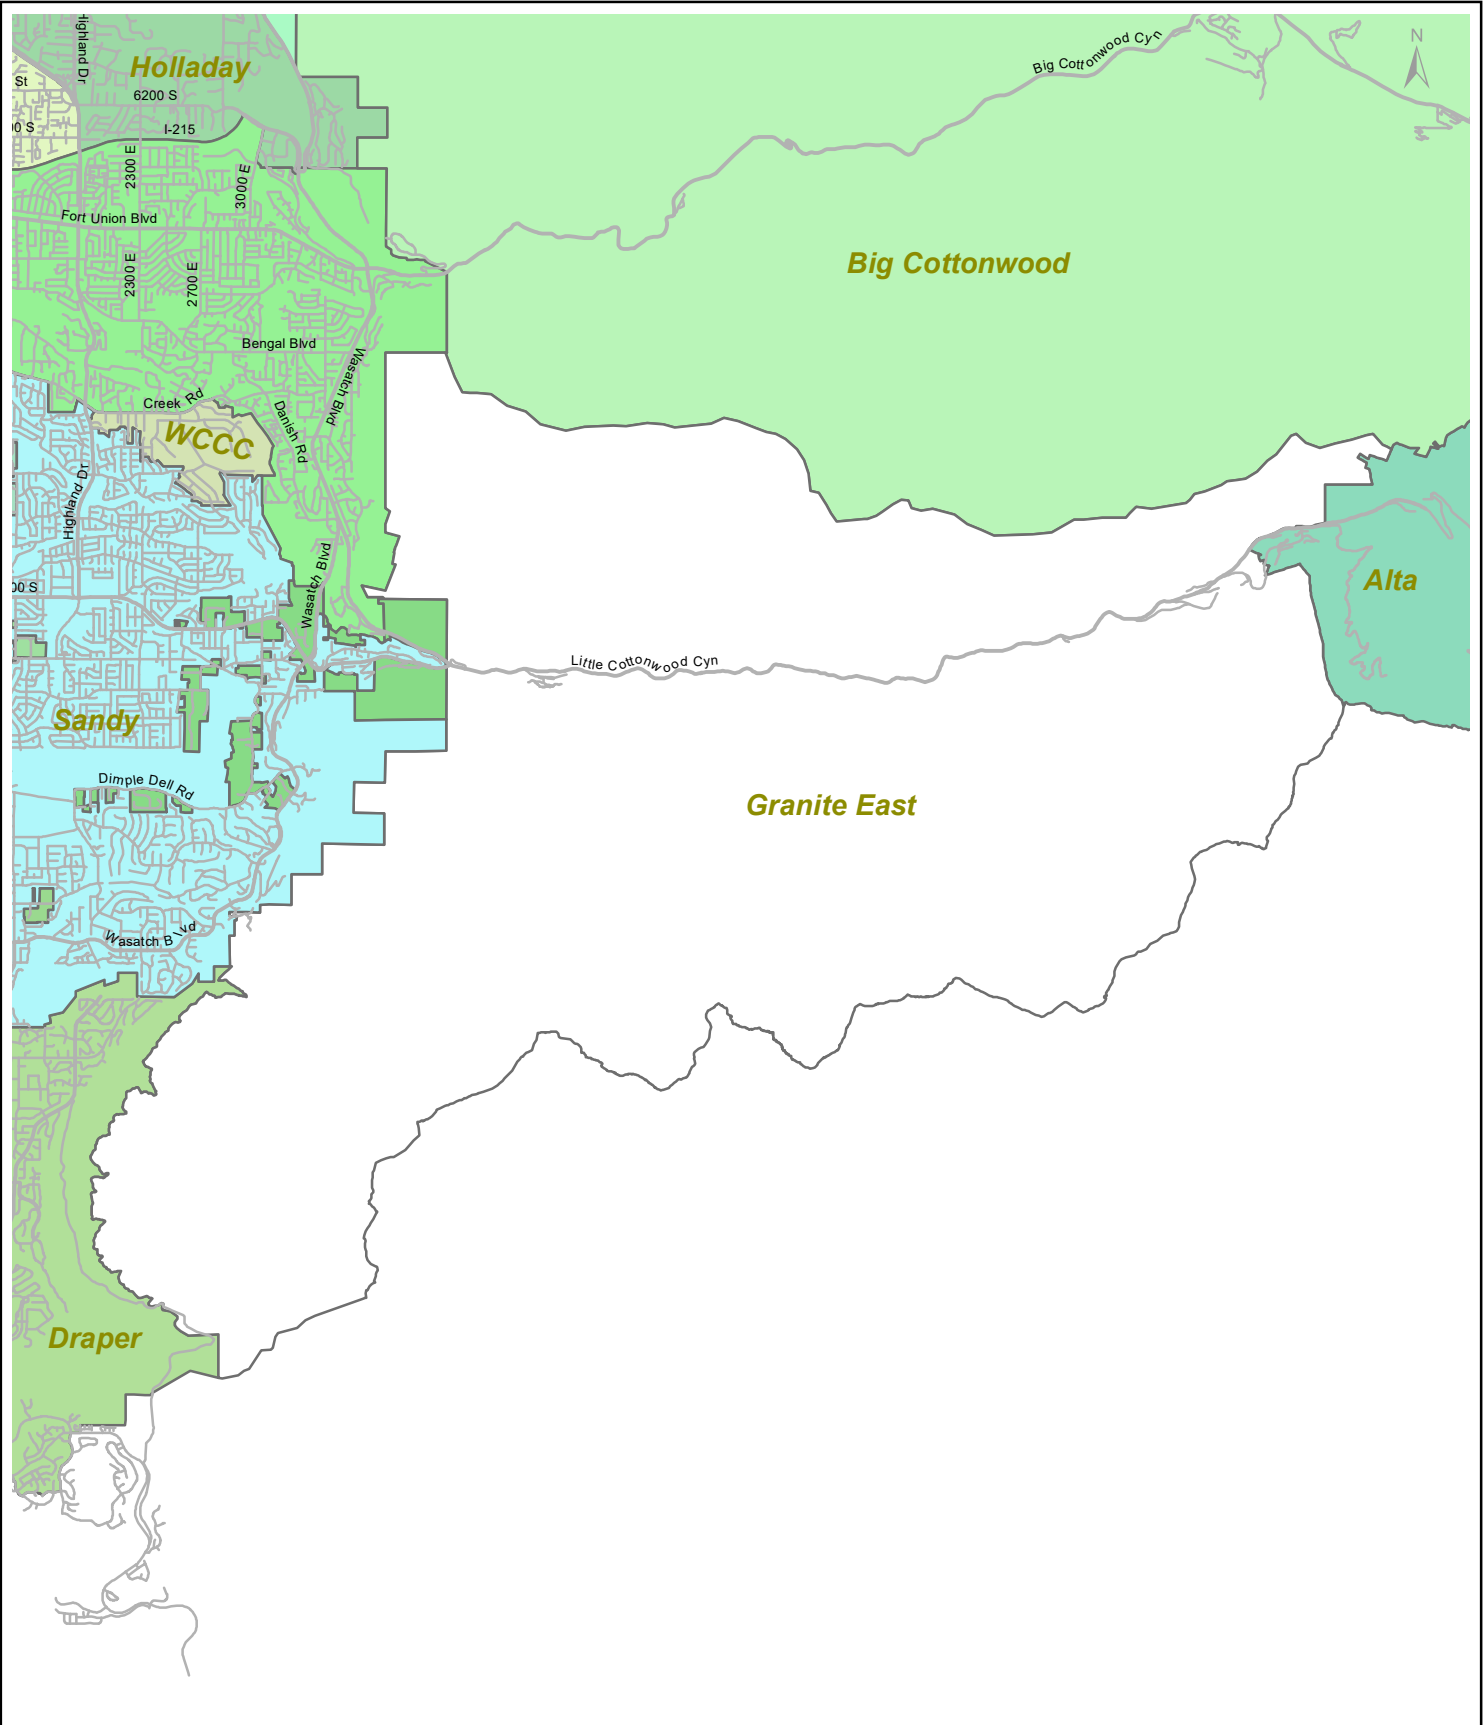 Highland Dr
Holladay
Big Cottonwood Cyn
N
St
6200 S
00 S
I-215
2300 E
3000 E
Fort Union Blvd
2300 E
2700 E
Big Cottonwood
Bengal Blvd
Wasatch Blvd
Creek Rd
Danish Rd
WCCC
Highland Dr
Wasatch Blvd
Alta
00 S
Little Cottonwood Cyn
Sandy
Dimple Dell Rd
Granite East
Wasatch Blvd
Draper